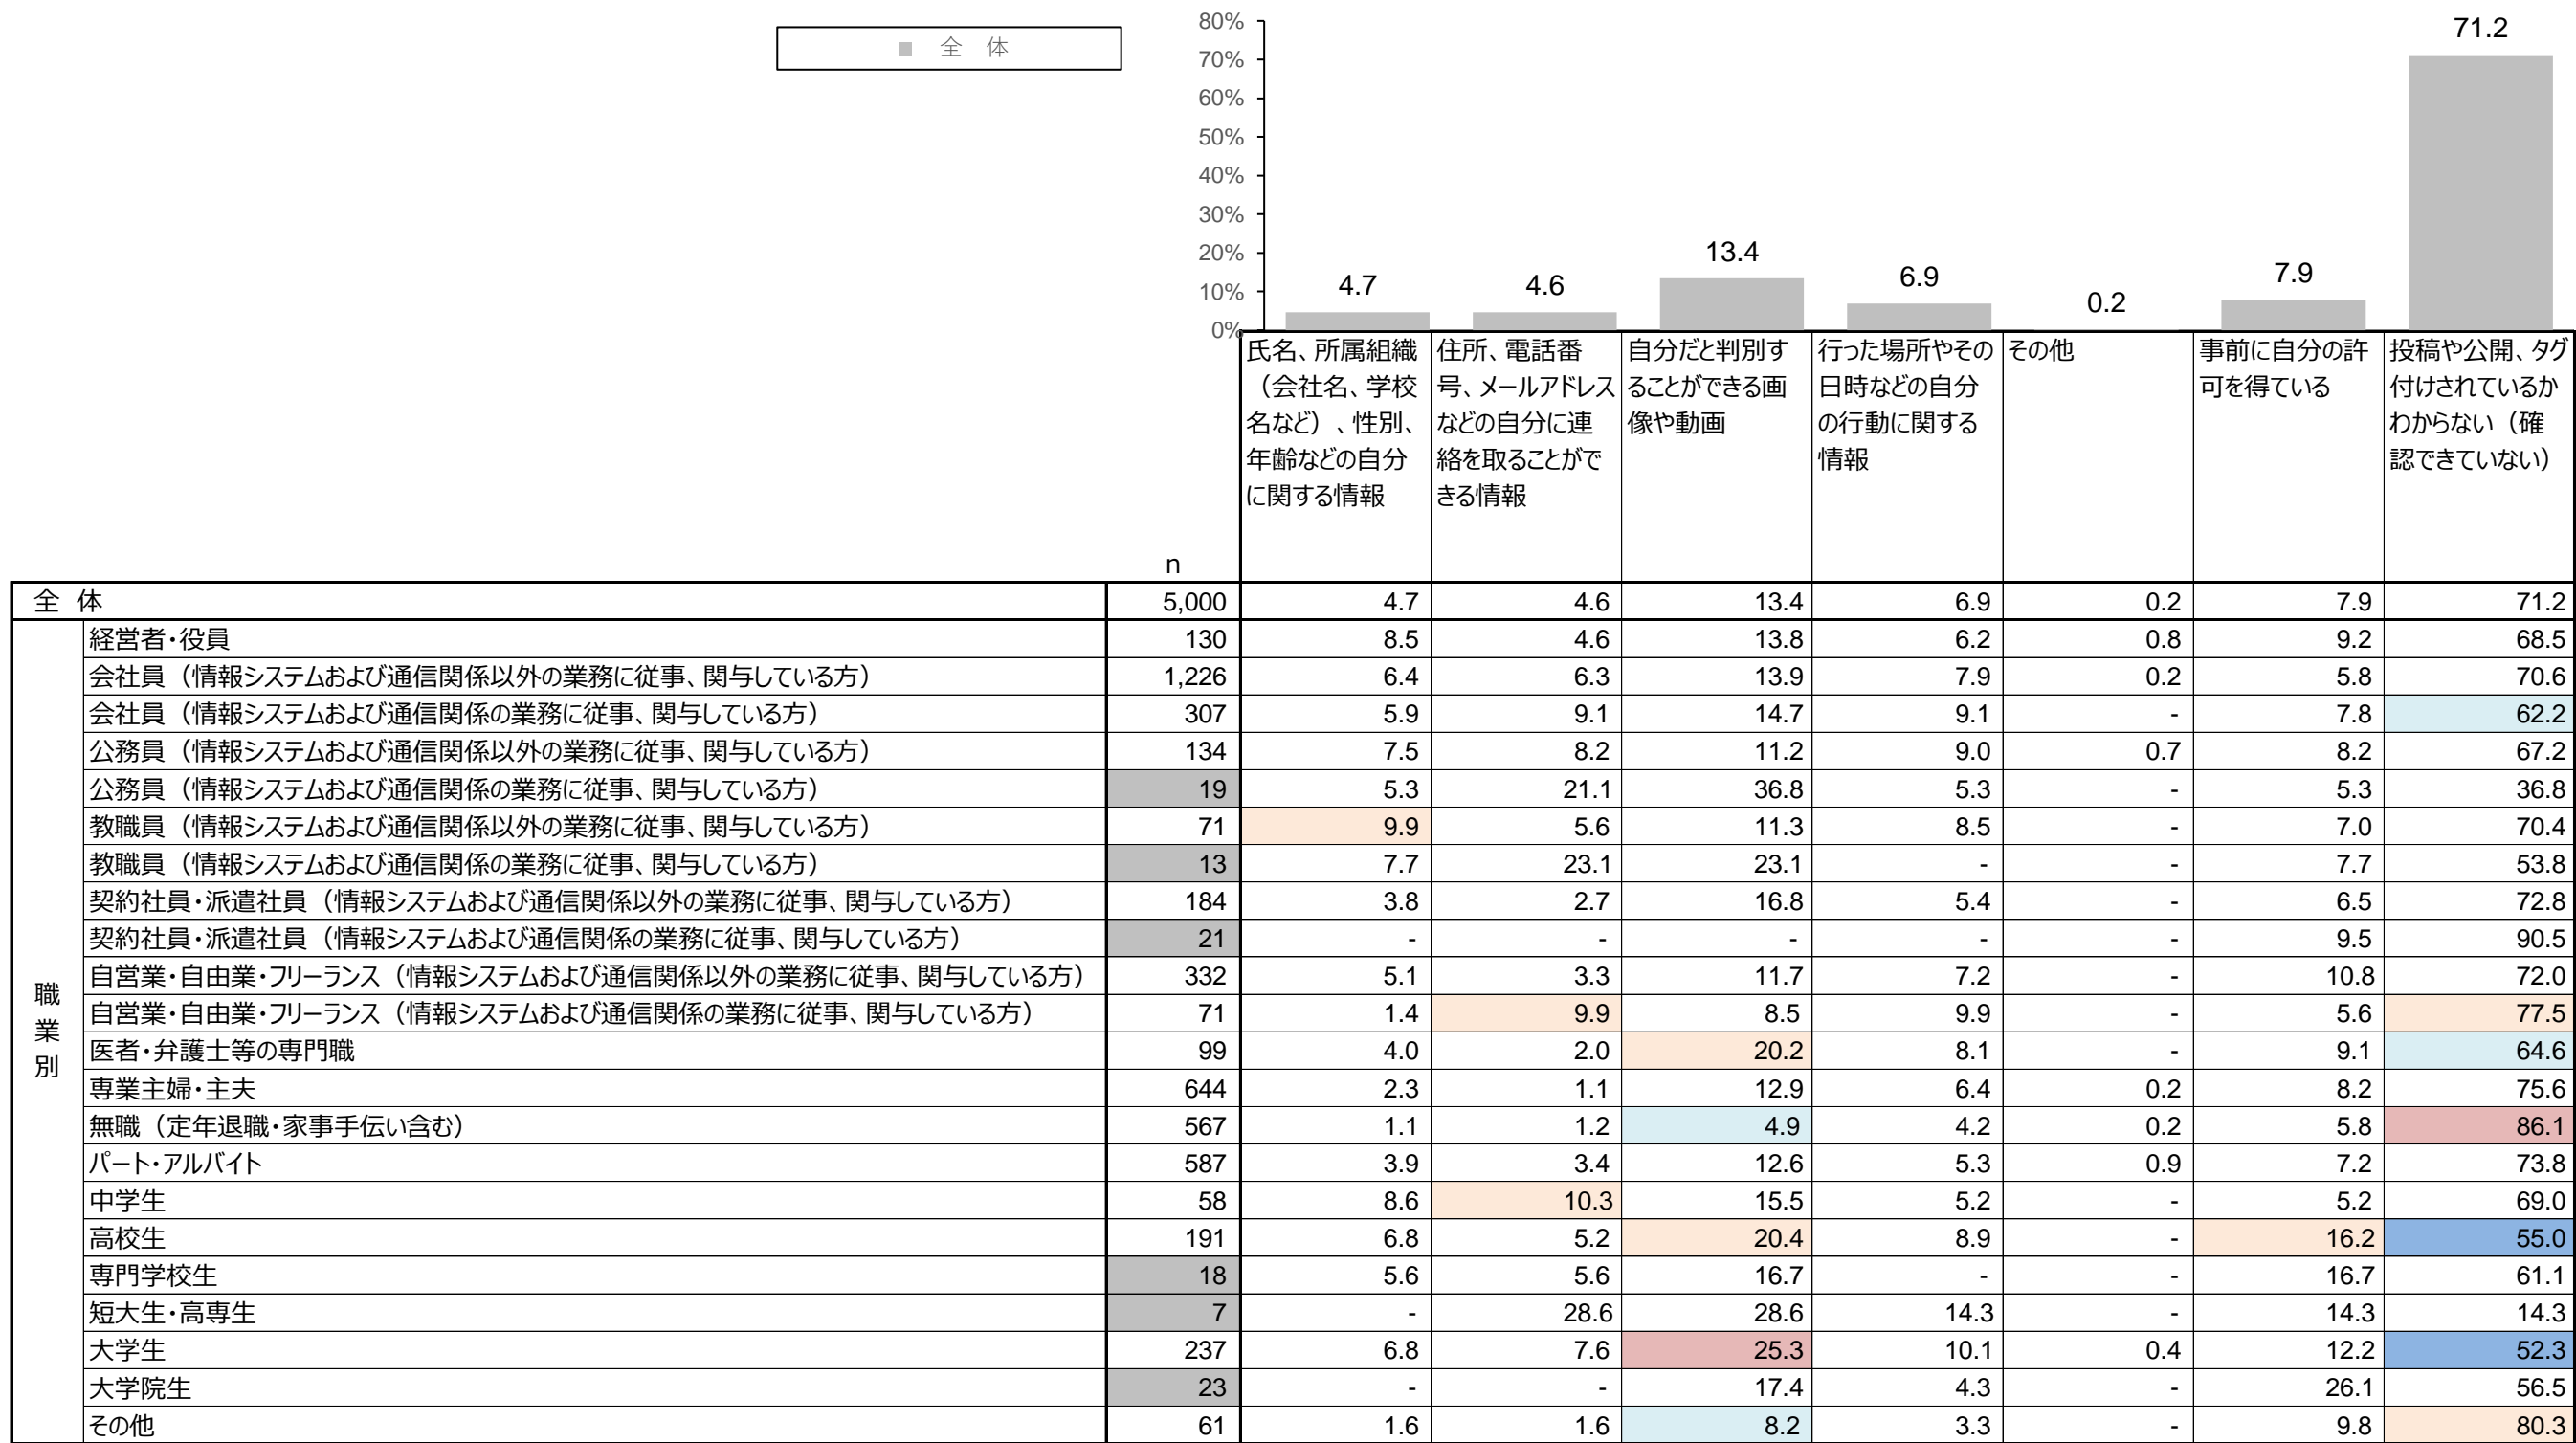 ■ 全 体
80%
70%
60%
50%
40%
30%
20%
10%
0%
4.7
4.6
13.4
6.9
0.2
7.9
71.2
氏名、所属組織
（会社名、学校
名など）、性別、
年齢などの自分
に関する情報
住所、電話番
号、メールアドレス
などの自分に連
絡を取ることがで
きる情報
自分だと判別す
ることができる画
像や動画
行った場所やその
日時などの自分
の行動に関する
情報
その他
事前に自分の許
可を得ている
投稿や公開、タグ
付けされているか
わからない（確
認できていない）
n
全 体 5,000 4.7 4.6 13.4 6.9 0.2 7.9 71.2
職業別
経営者・役員 130 8.5 4.6 13.8 6.2 0.8 9.2 68.5
会社員（情報システムおよび通信関係以外の業務に従事、関与している方） 1,226 6.4 6.3 13.9 7.9 0.2 5.8 70.6
会社員（情報システムおよび通信関係の業務に従事、関与している方） 307 5.9 9.1 14.7 9.1 - 7.8 62.2
公務員（情報システムおよび通信関係以外の業務に従事、関与している方） 134 7.5 8.2 11.2 9.0 0.7 8.2 67.2
公務員（情報システムおよび通信関係の業務に従事、関与している方） 19 5.3 21.1 36.8 5.3 - 5.3 36.8
教職員（情報システムおよび通信関係以外の業務に従事、関与している方） 71 9.9 5.6 11.3 8.5 - 7.0 70.4
教職員（情報システムおよび通信関係の業務に従事、関与している方） 13 7.7 23.1 23.1 - - 7.7 53.8
契約社員・派遣社員（情報システムおよび通信関係以外の業務に従事、関与している方） 184 3.8 2.7 16.8 5.4 - 6.5 72.8
契約社員・派遣社員（情報システムおよび通信関係の業務に従事、関与している方） 21 - - - - - 9.5 90.5
自営業・自由業・フリーランス（情報システムおよび通信関係以外の業務に従事、関与している方） 332 5.1 3.3 11.7 7.2 - 10.8 72.0
自営業・自由業・フリーランス（情報システムおよび通信関係の業務に従事、関与している方） 71 1.4 9.9 8.5 9.9 - 5.6 77.5
医者・弁護士等の専門職 99 4.0 2.0 20.2 8.1 - 9.1 64.6
専業主婦・主夫 644 2.3 1.1 12.9 6.4 0.2 8.2 75.6
無職（定年退職・家事手伝い含む） 567 1.1 1.2 4.9 4.2 0.2 5.8 86.1
パート・アルバイト 587 3.9 3.4 12.6 5.3 0.9 7.2 73.8
中学生 58 8.6 10.3 15.5 5.2 - 5.2 69.0
高校生 191 6.8 5.2 20.4 8.9 - 16.2 55.0
専門学校生 18 5.6 5.6 16.7 - - 16.7 61.1
短大生・高専生 7 - 28.6 28.6 14.3 - 14.3 14.3
大学生 237 6.8 7.6 25.3 10.1 0.4 12.2 52.3
大学院生 23 - - 17.4 4.3 - 26.1 56.5
その他 61 1.6 1.6 8.2 3.3 - 9.8 80.3